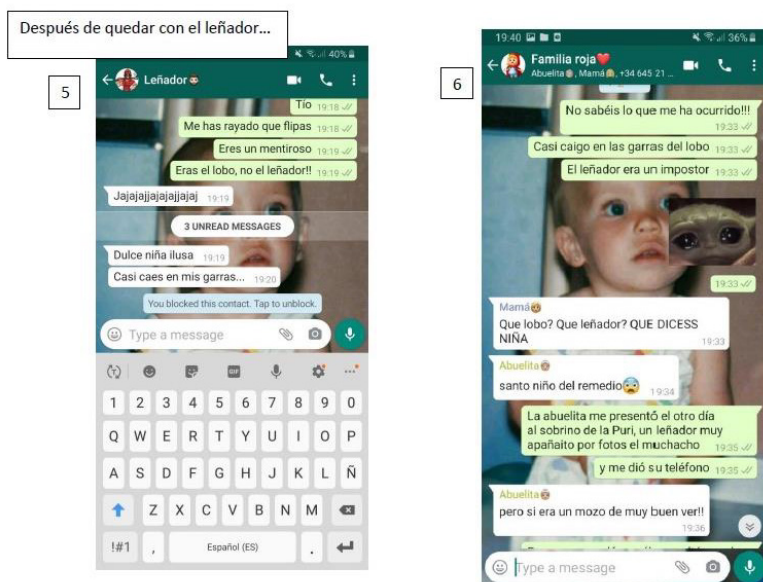 Después de quedar con el leñador...
5
40%
Leñador
Tío 19:18
Me has rayado que flipas 19:18
Eres un mentiroso 19:19
Eras el lobo, no el leñador!! 19:19
Jajajajjajajajjajaj 19:19
3 UNREAD MESSAGES
Dulce niña ilusa 19:19
Casi caes en mis garras... 19:20
You blocked this contact. Tap to unblock.
Type a message
GIF
1 2 3 4 5 6 7 8 9 0
Q W E R T Y U I O P
A S D F G H J K L Ñ
Z X C V B N M
!#1 , Español (ES) .
6
19:40 36%
Familia roja
Abuelita, Mamá, +34 645 21 ...
No sabéis lo que me ha ocurrido!!!
19:33
Casi caigo en las garras del lobo 19:33
El leñador era un impostor 19:33
19:33
Mamá
Que lobo? Que leñador? QUE DICESS
NIÑA 19:33
Abuelita
santo niño del remedio 19:34
La abuelita me presentó el otro día
al sobrino de la Puri, un leñador muy
apañaito por fotos el muchacho 19:35
y me dió su teléfono 19:35
Abuelita
pero si era un mozo de muy buen ver!!
19:36
Type a message